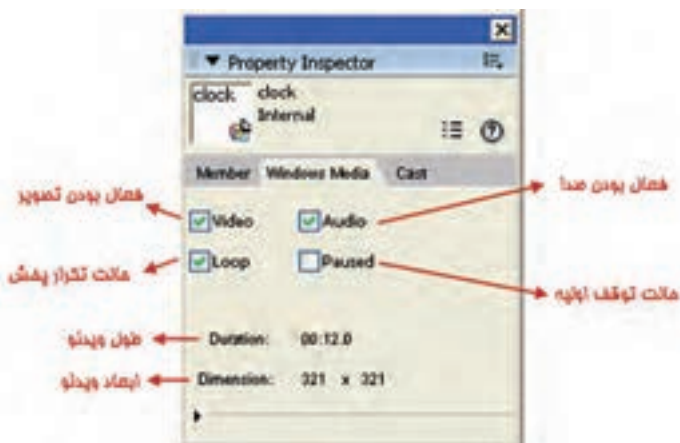 Property Inspector
clock
clock
Internal
Member Windows Media Cast
فعال بودن تصویر
Video
Audio
فعال بودن صدا
حالت تکرار پخش
Loop
Paused
حالت توقف اولیه
طول ویدئو
Duration: 00:12.0
ابعاد ویدئو
Dimension: 321 x 321